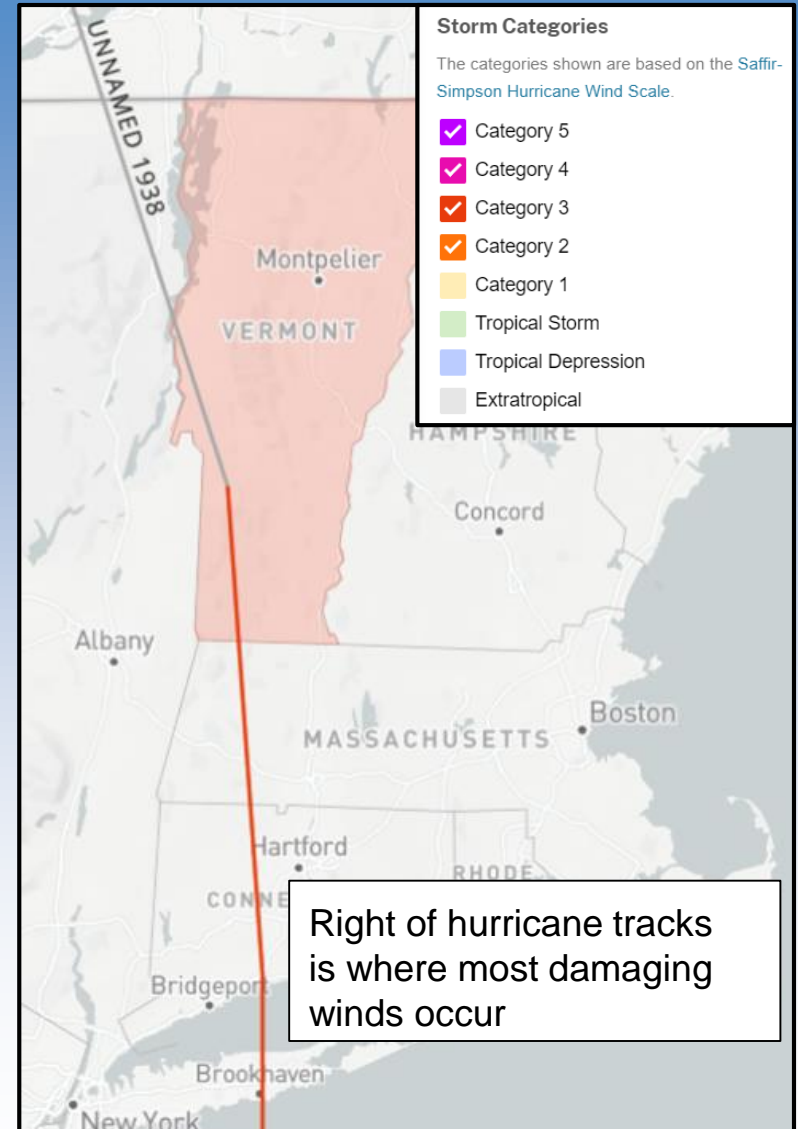 Storm Categories
The categories shown are based on the Saffir-
Simpson Hurricane Wind Scale.
Category 5
Category 4
Category 3
Category 2
Category 1
Tropical Storm
Tropical Depression
Extratropical
UNNAMED 1938
Montpelier
VERMONT
HAMPSHIRE
Concord
Albany
Boston
MASSACHUSETTS
Hartford
RHODE
CONNE
Right of hurricane tracks
is where most damaging
winds occur
Bridgeport
Brookhaven
New York